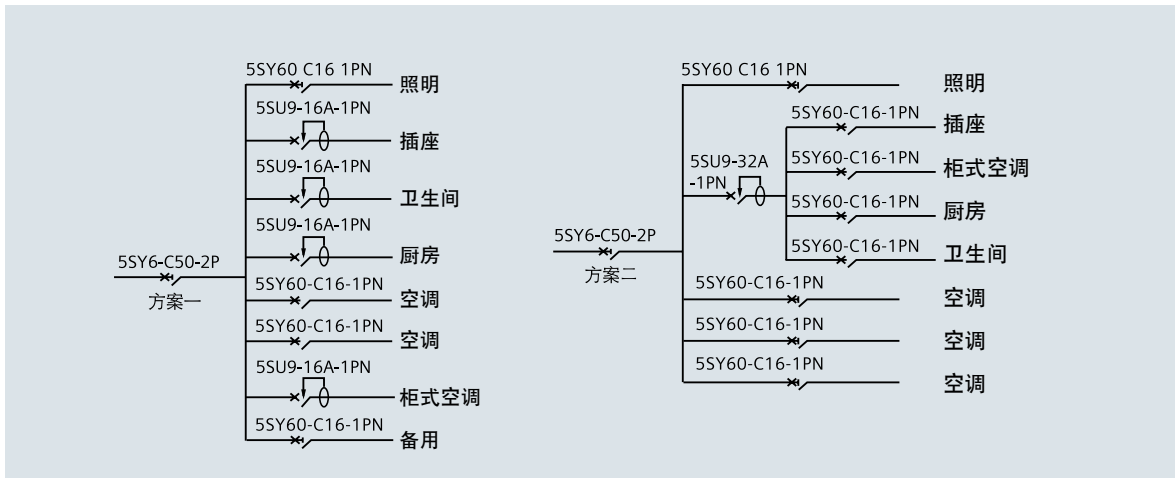 5SY60 C16 1PN
照明
5SU9-16A-1PN
插座
5SU9-16A-1PN
卫生间
5SU9-16A-1PN
厨房
5SY6-C50-2P
方案一
5SY60-C16-1PN
空调
5SY60-C16-1PN
空调
5SU9-16A-1PN
柜式空调
5SY60-C16-1PN
备用
5SY60 C16 1PN
照明
5SY60-C16-1PN
插座
5SU9-32A
-1PN
5SY60-C16-1PN
柜式空调
5SY60-C16-1PN
厨房
5SY60-C16-1PN
卫生间
5SY6-C50-2P
方案二
5SY60-C16-1PN
空调
5SY60-C16-1PN
空调
5SY60-C16-1PN
空调